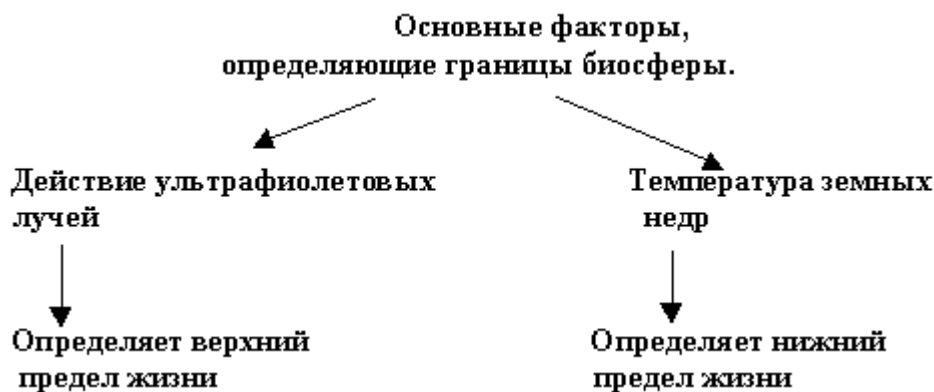 Основные факторы,
определяющие границы биосферы.
Действие ультрафиолетовых
лучей
Температура земных
недр
Определяет верхний
предел жизни
Определяет нижний
предел жизни